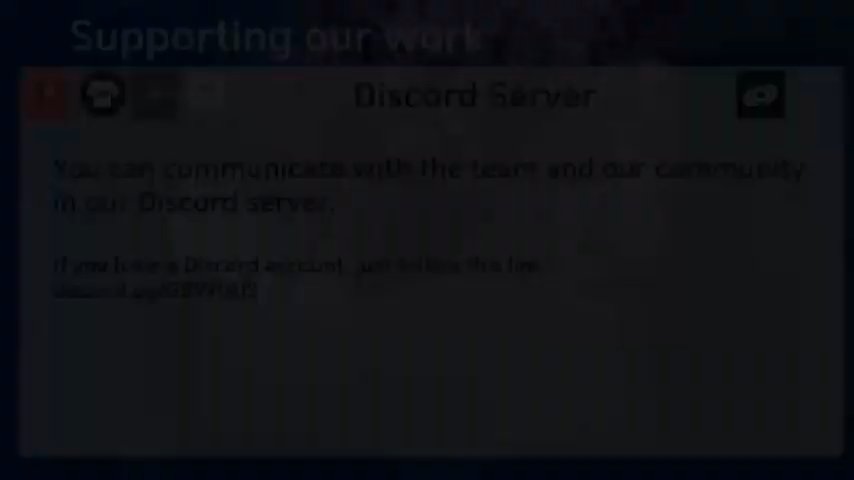 Supporting our work
Discord Server
You can communicate with the team and our community
in our Discord server.
If you have a Discord account, just follow this link: